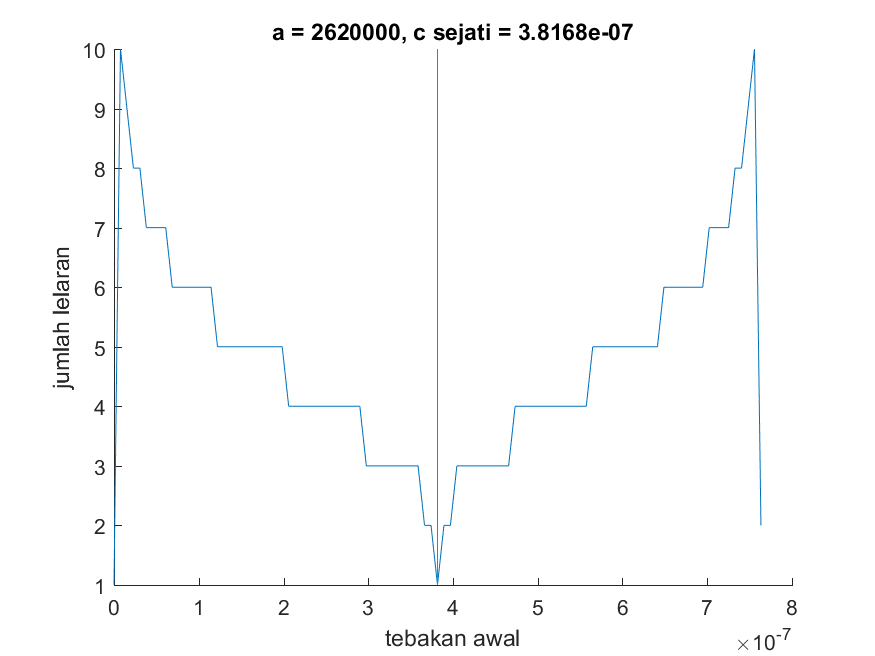 a = 2620000, c sejati = 3.8168e-07
10
9
8
7
6
5
4
3
2
1
jumlah lelaran
0 1 2 3 4 5 6 7 8
tebakan awal
×10⁻⁷